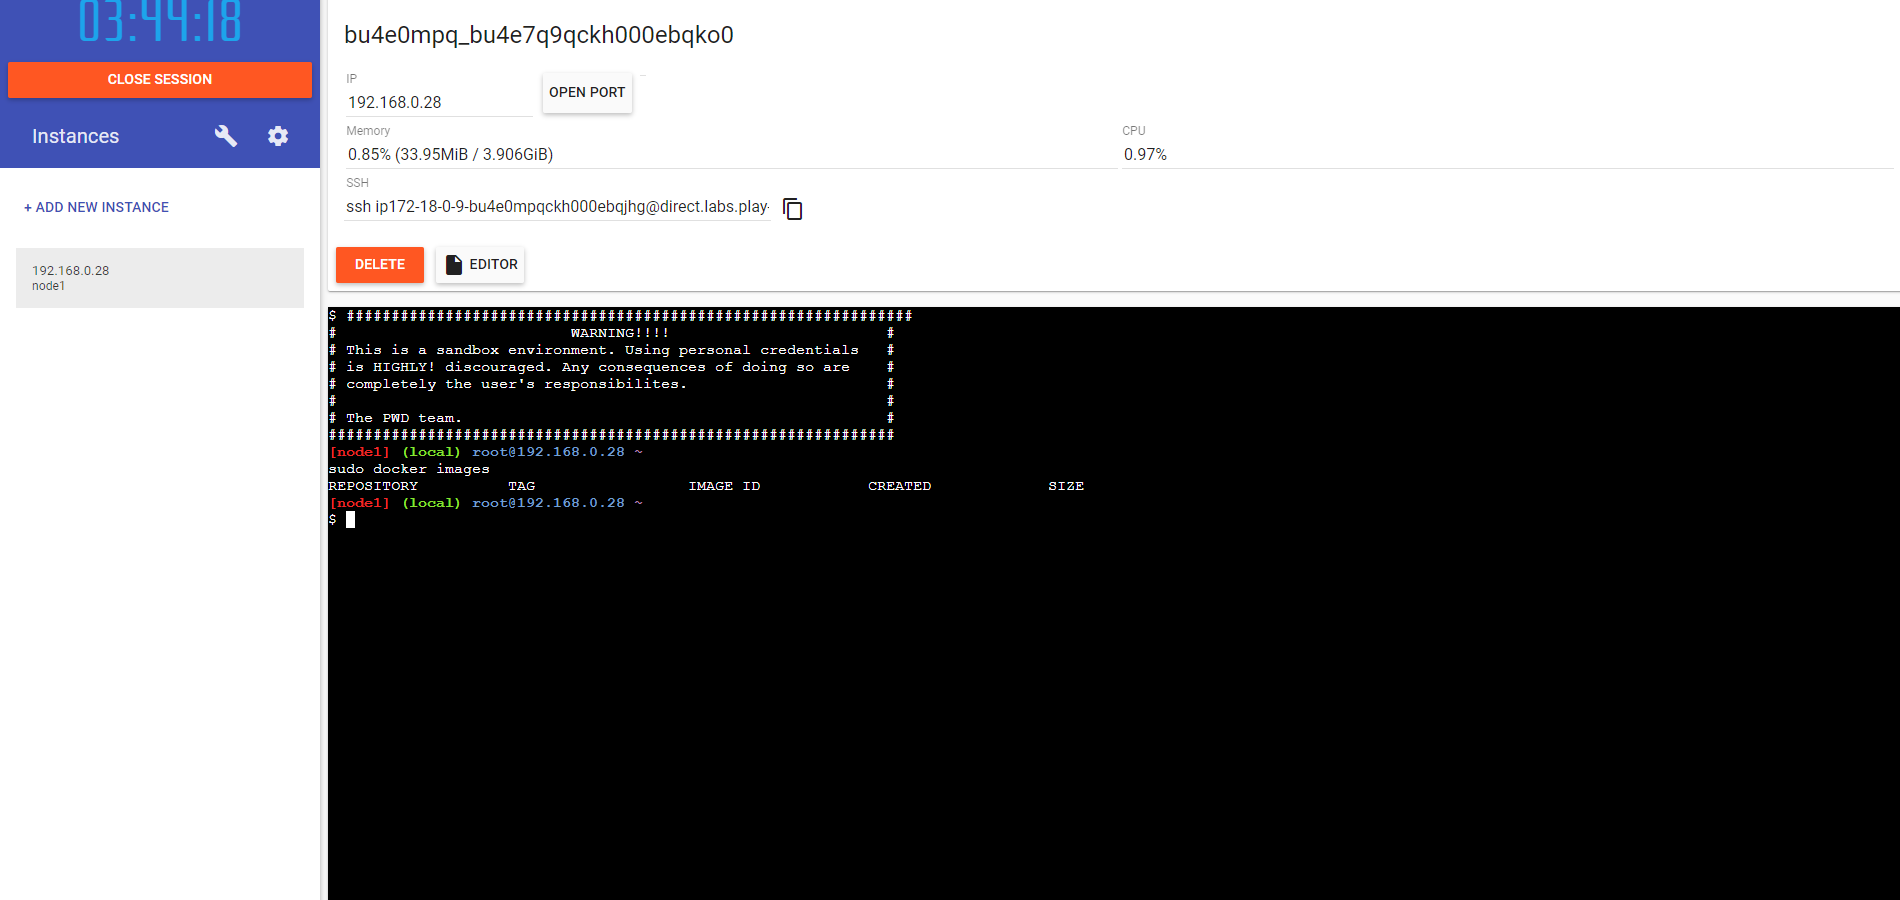 03:44:18
CLOSE SESSION
Instances
+ ADD NEW INSTANCE
192.168.0.28
node1
bu4e0mpq_bu4e7q9qckh000ebqko0
IP
192.168.0.28
OPEN PORT
Memory
0.85% (33.95MiB / 3.906GiB)
CPU
0.97%
SSH
ssh ip172-18-0-9-bu4e0mpqckh000ebqjhg@direct.labs.play-
DELETE
EDITOR
$ ###############################################################
#                          WARNING!!!!                        #
# This is a sandbox environment. Using personal credentials   #
# is HIGHLY! discouraged. Any consequences of doing so are    #
# completely the user's responsibilites.                      #
#                                                             #
# The PWD team.                                               #
###############################################################
[node1] (local) root@192.168.0.28 ~
sudo docker images
REPOSITORY          TAG                 IMAGE ID            CREATED             SIZE
[node1] (local) root@192.168.0.28 ~
$